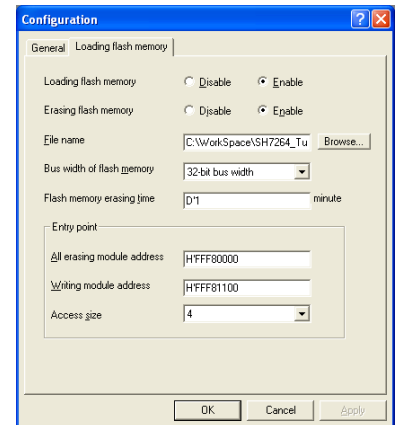 Configuration
General Loading flash memory
Loading flash memory Disable Enable
Erasing flash memory Disable Enable
File name C:\WorkSpace\SH7264_Tu Browse...
Bus width of flash memory 32-bit bus width
Flash memory erasing time D'1 minute
Entry point
All erasing module address H'FFF80000
Writing module address H'FFF81100
Access size 4
OK Cancel Apply